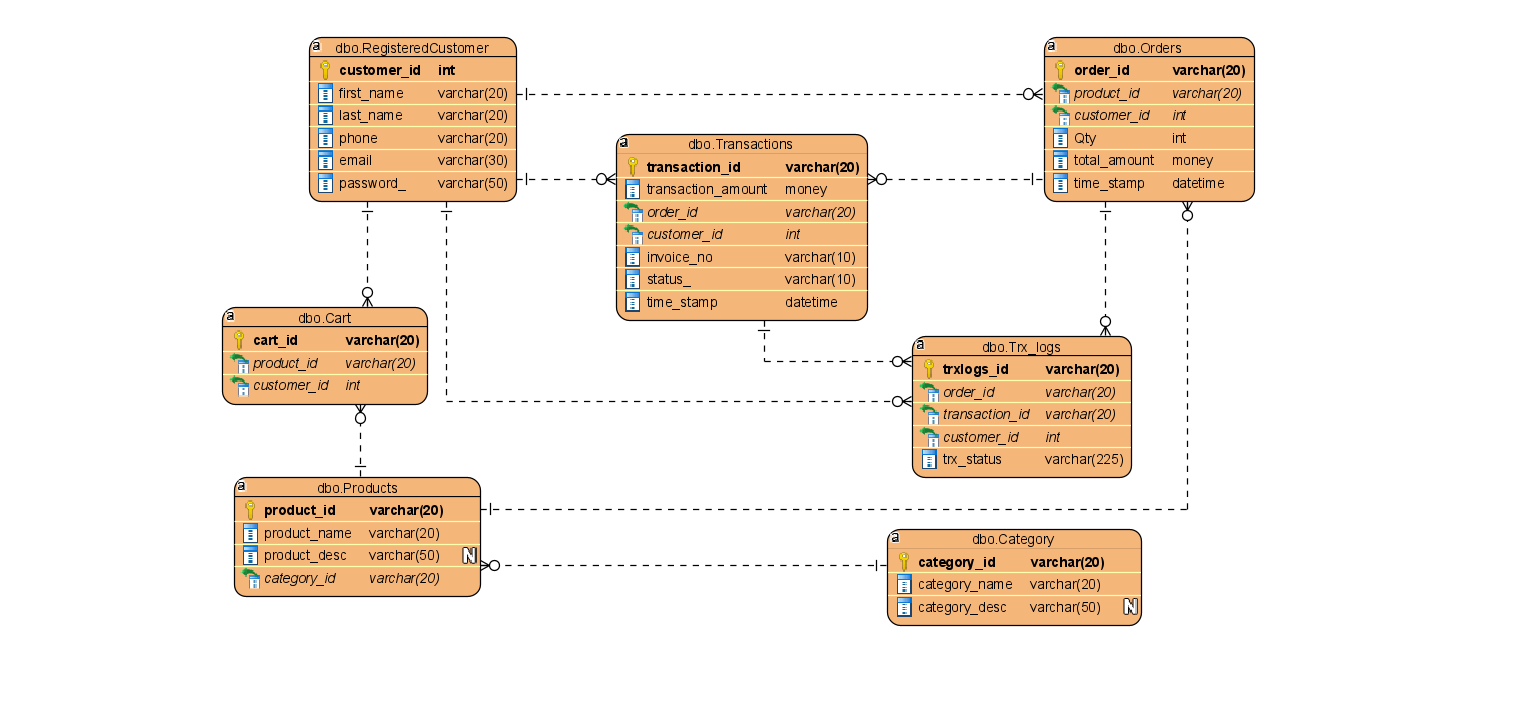 a
dbo.RegisteredCustomer
customer_id int
first_name varchar(20)
last_name varchar(20)
phone varchar(20)
email varchar(30)
password_ varchar(50)
a
dbo.Orders
order_id varchar(20)
product_id varchar(20)
customer_id int
Qty int
total_amount money
time_stamp datetime
a
dbo.Transactions
transaction_id varchar(20)
transaction_amount money
order_id varchar(20)
customer_id int
invoice_no varchar(10)
status_ varchar(10)
time_stamp datetime
a
dbo.Cart
cart_id varchar(20)
product_id varchar(20)
customer_id int
a
dbo.Trx_logs
trxlogs_id varchar(20)
order_id varchar(20)
transaction_id varchar(20)
customer_id int
trx_status varchar(225)
a
dbo.Products
product_id varchar(20)
product_name varchar(20)
product_desc varchar(50) N
category_id varchar(20)
a
dbo.Category
category_id varchar(20)
category_name varchar(20)
category_desc varchar(50) N